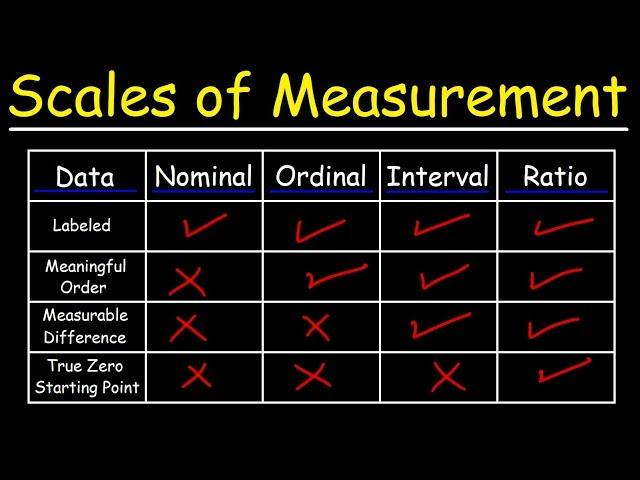 Scales of Measurement
Data Nominal Ordinal Interval Ratio
Labeled ✓ ✓ ✓ ✓
Meaningful
Order ✗ ✓ ✓ ✓
Measurable
Difference ✗ ✗ ✓ ✓
True Zero
Starting Point ✗ ✗ ✗ ✓